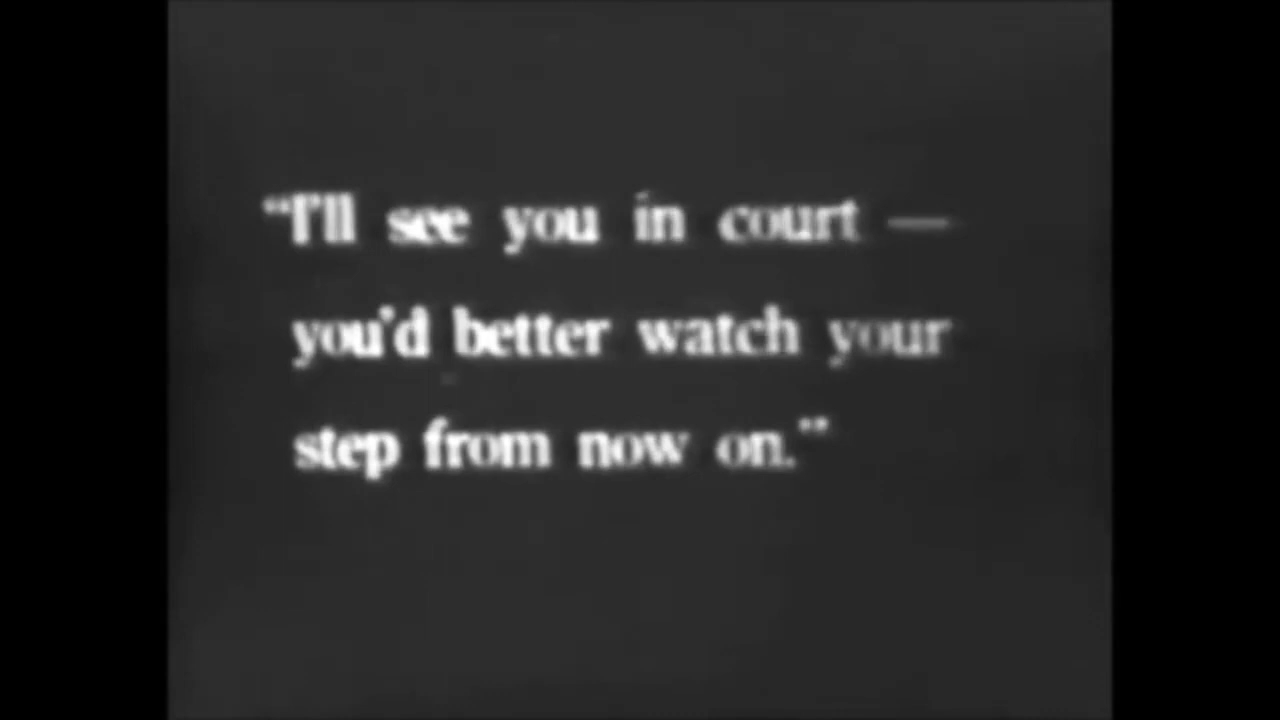 “I'll see you in court —
you'd better watch your
step from now on.”